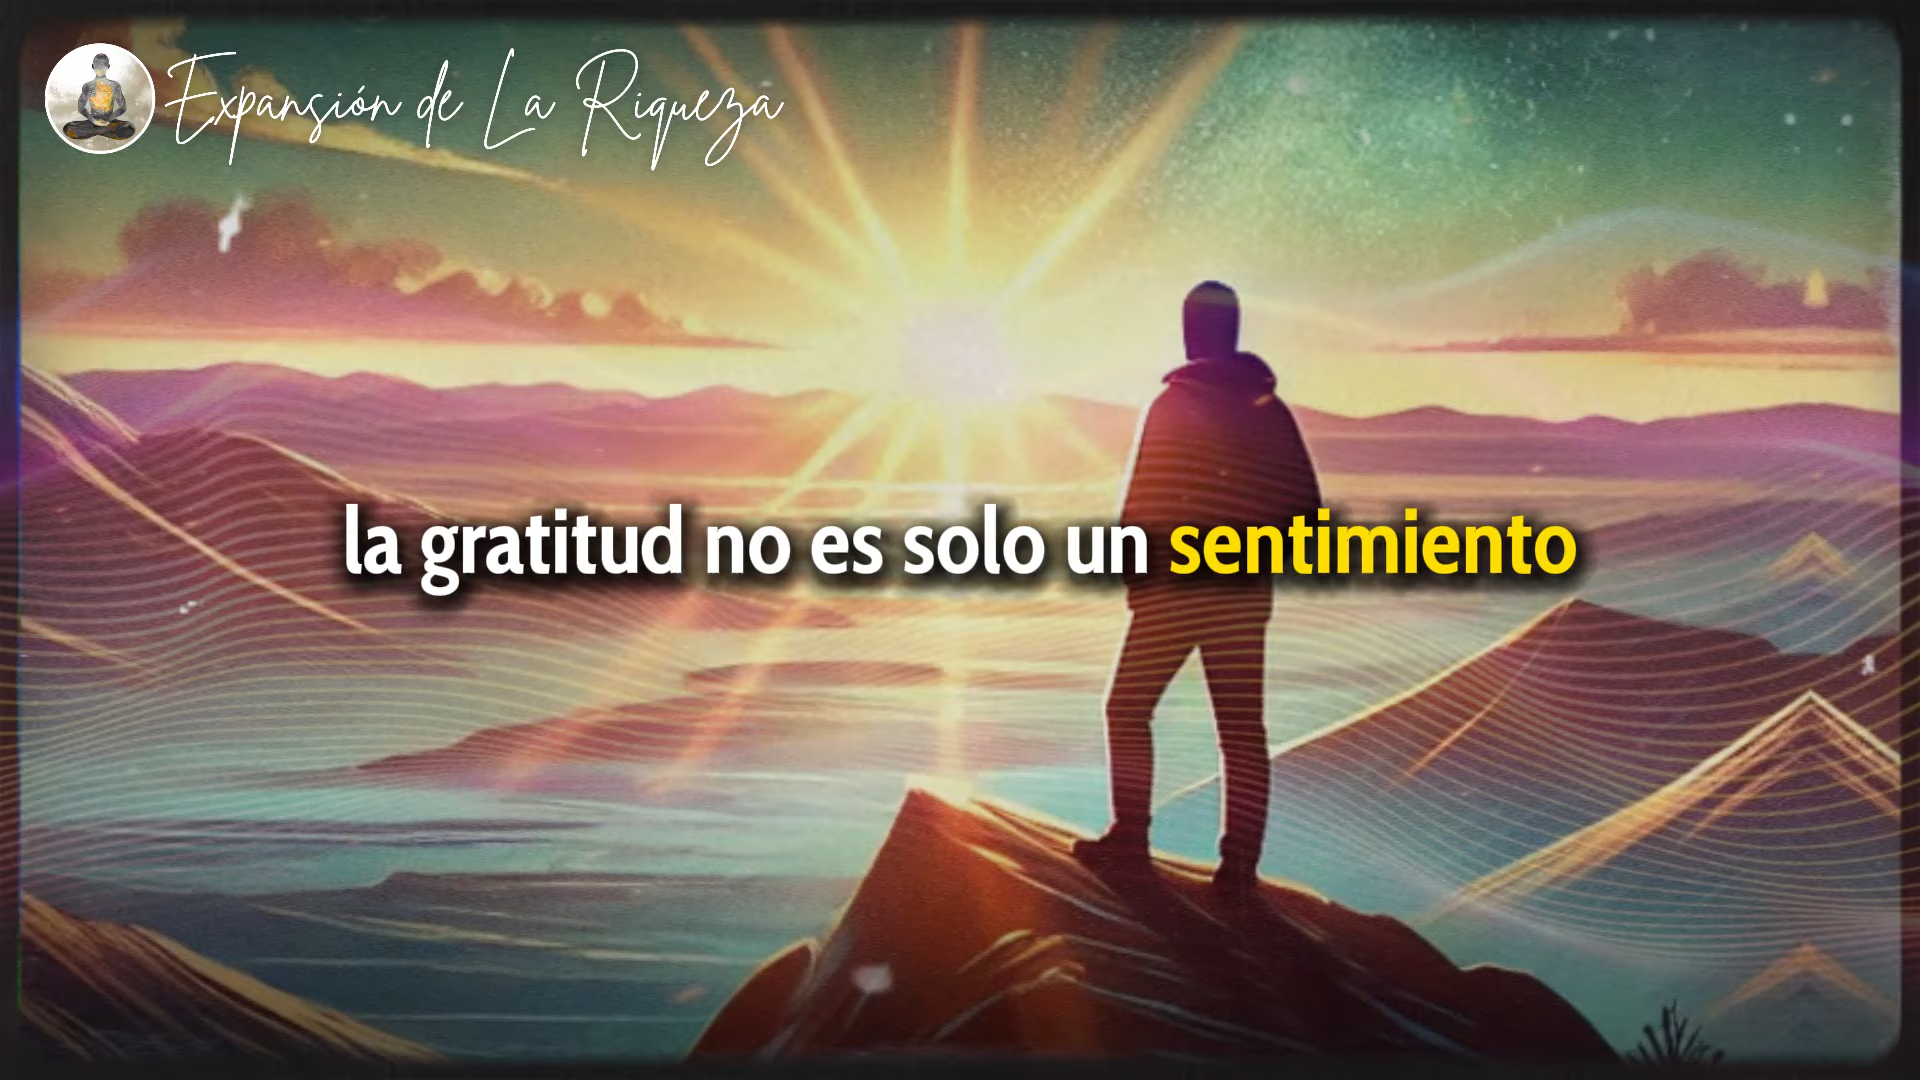 Expansión de La Riqueza
la gratitud no es solo un sentimiento